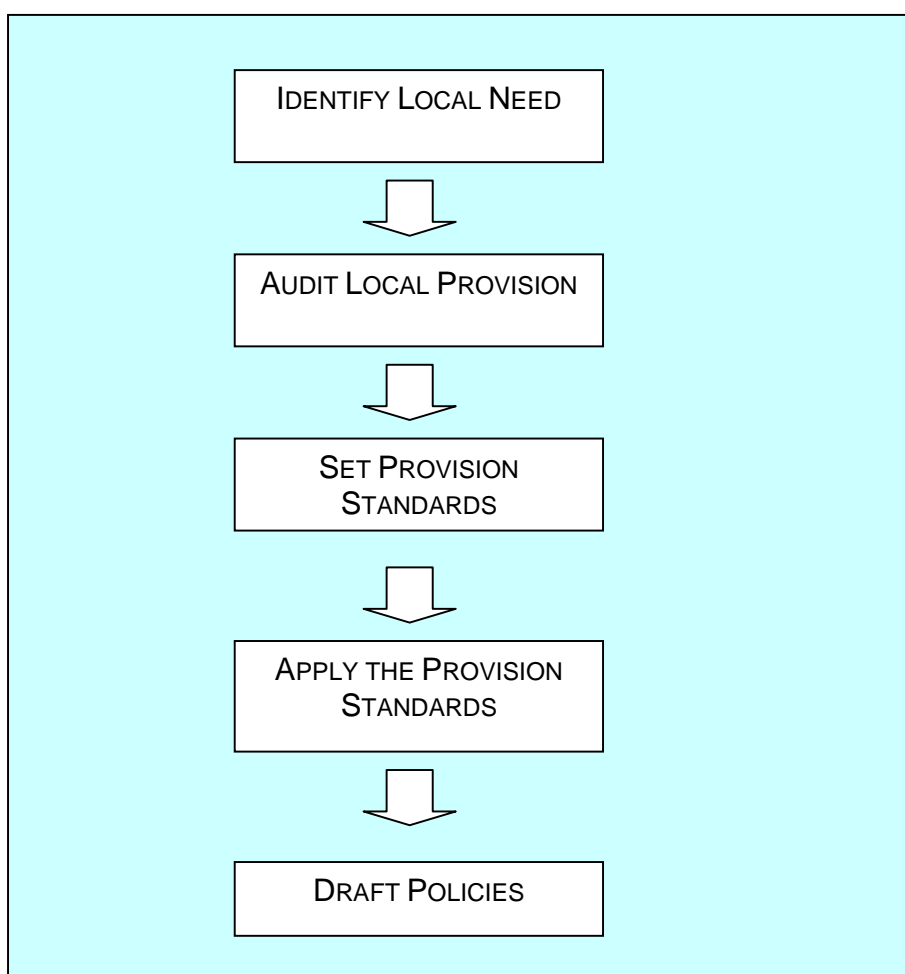 IDENTIFY LOCAL NEED
AUDIT LOCAL PROVISION
SET PROVISION
STANDARDS
APPLY THE PROVISION
STANDARDS
DRAFT POLICIES